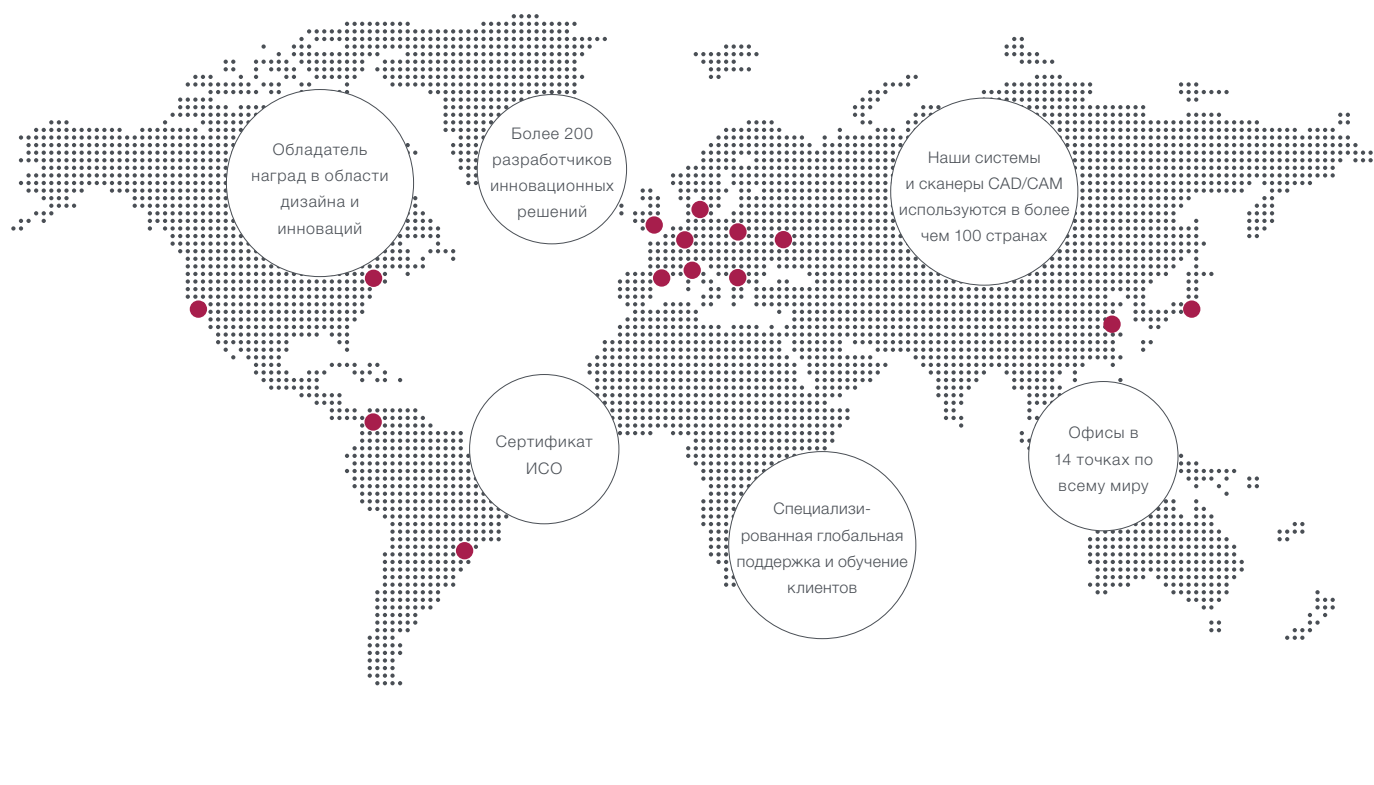 Обладатель
наград в области
дизайна и
инноваций
Более 200
разработчиков
инновационных
решений
Наши системы
и сканеры CAD/CAM
используются в более
чем 100 странах
Сертификат
ИСО
Специализи-
рованная глобальная
поддержка и обучение
клиентов
Офисы в
14 точках по
всему миру